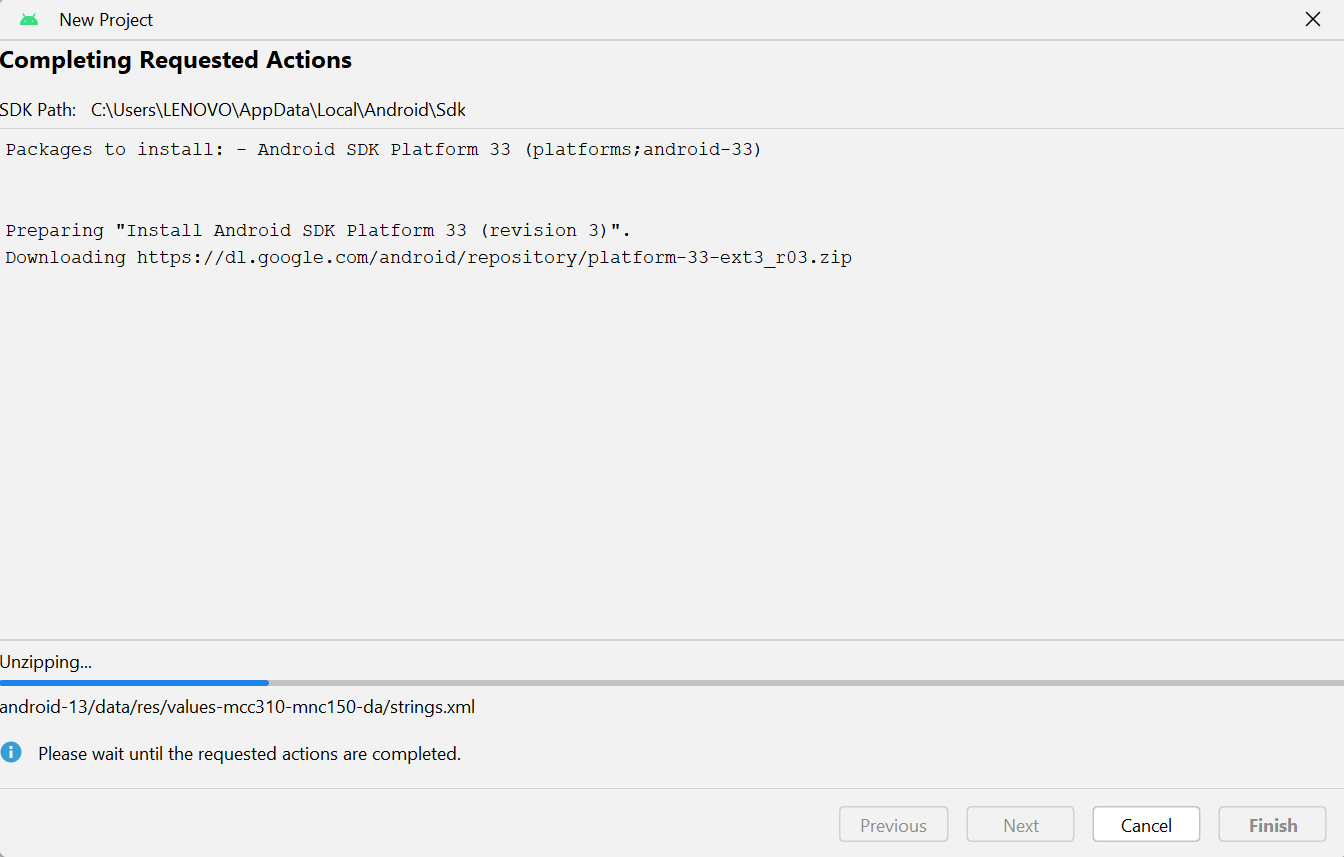 New Project
Completing Requested Actions
SDK Path: C:\Users\LENOVO\AppData\Local\Android\Sdk
Packages to install: - Android SDK Platform 33 (platforms;android-33)
Preparing "Install Android SDK Platform 33 (revision 3)".
Downloading https://dl.google.com/android/repository/platform-33-ext3_r03.zip
Unzipping...
android-13/data/res/values-mcc310-mnc150-da/strings.xml
Please wait until the requested actions are completed.
Previous Next Cancel Finish